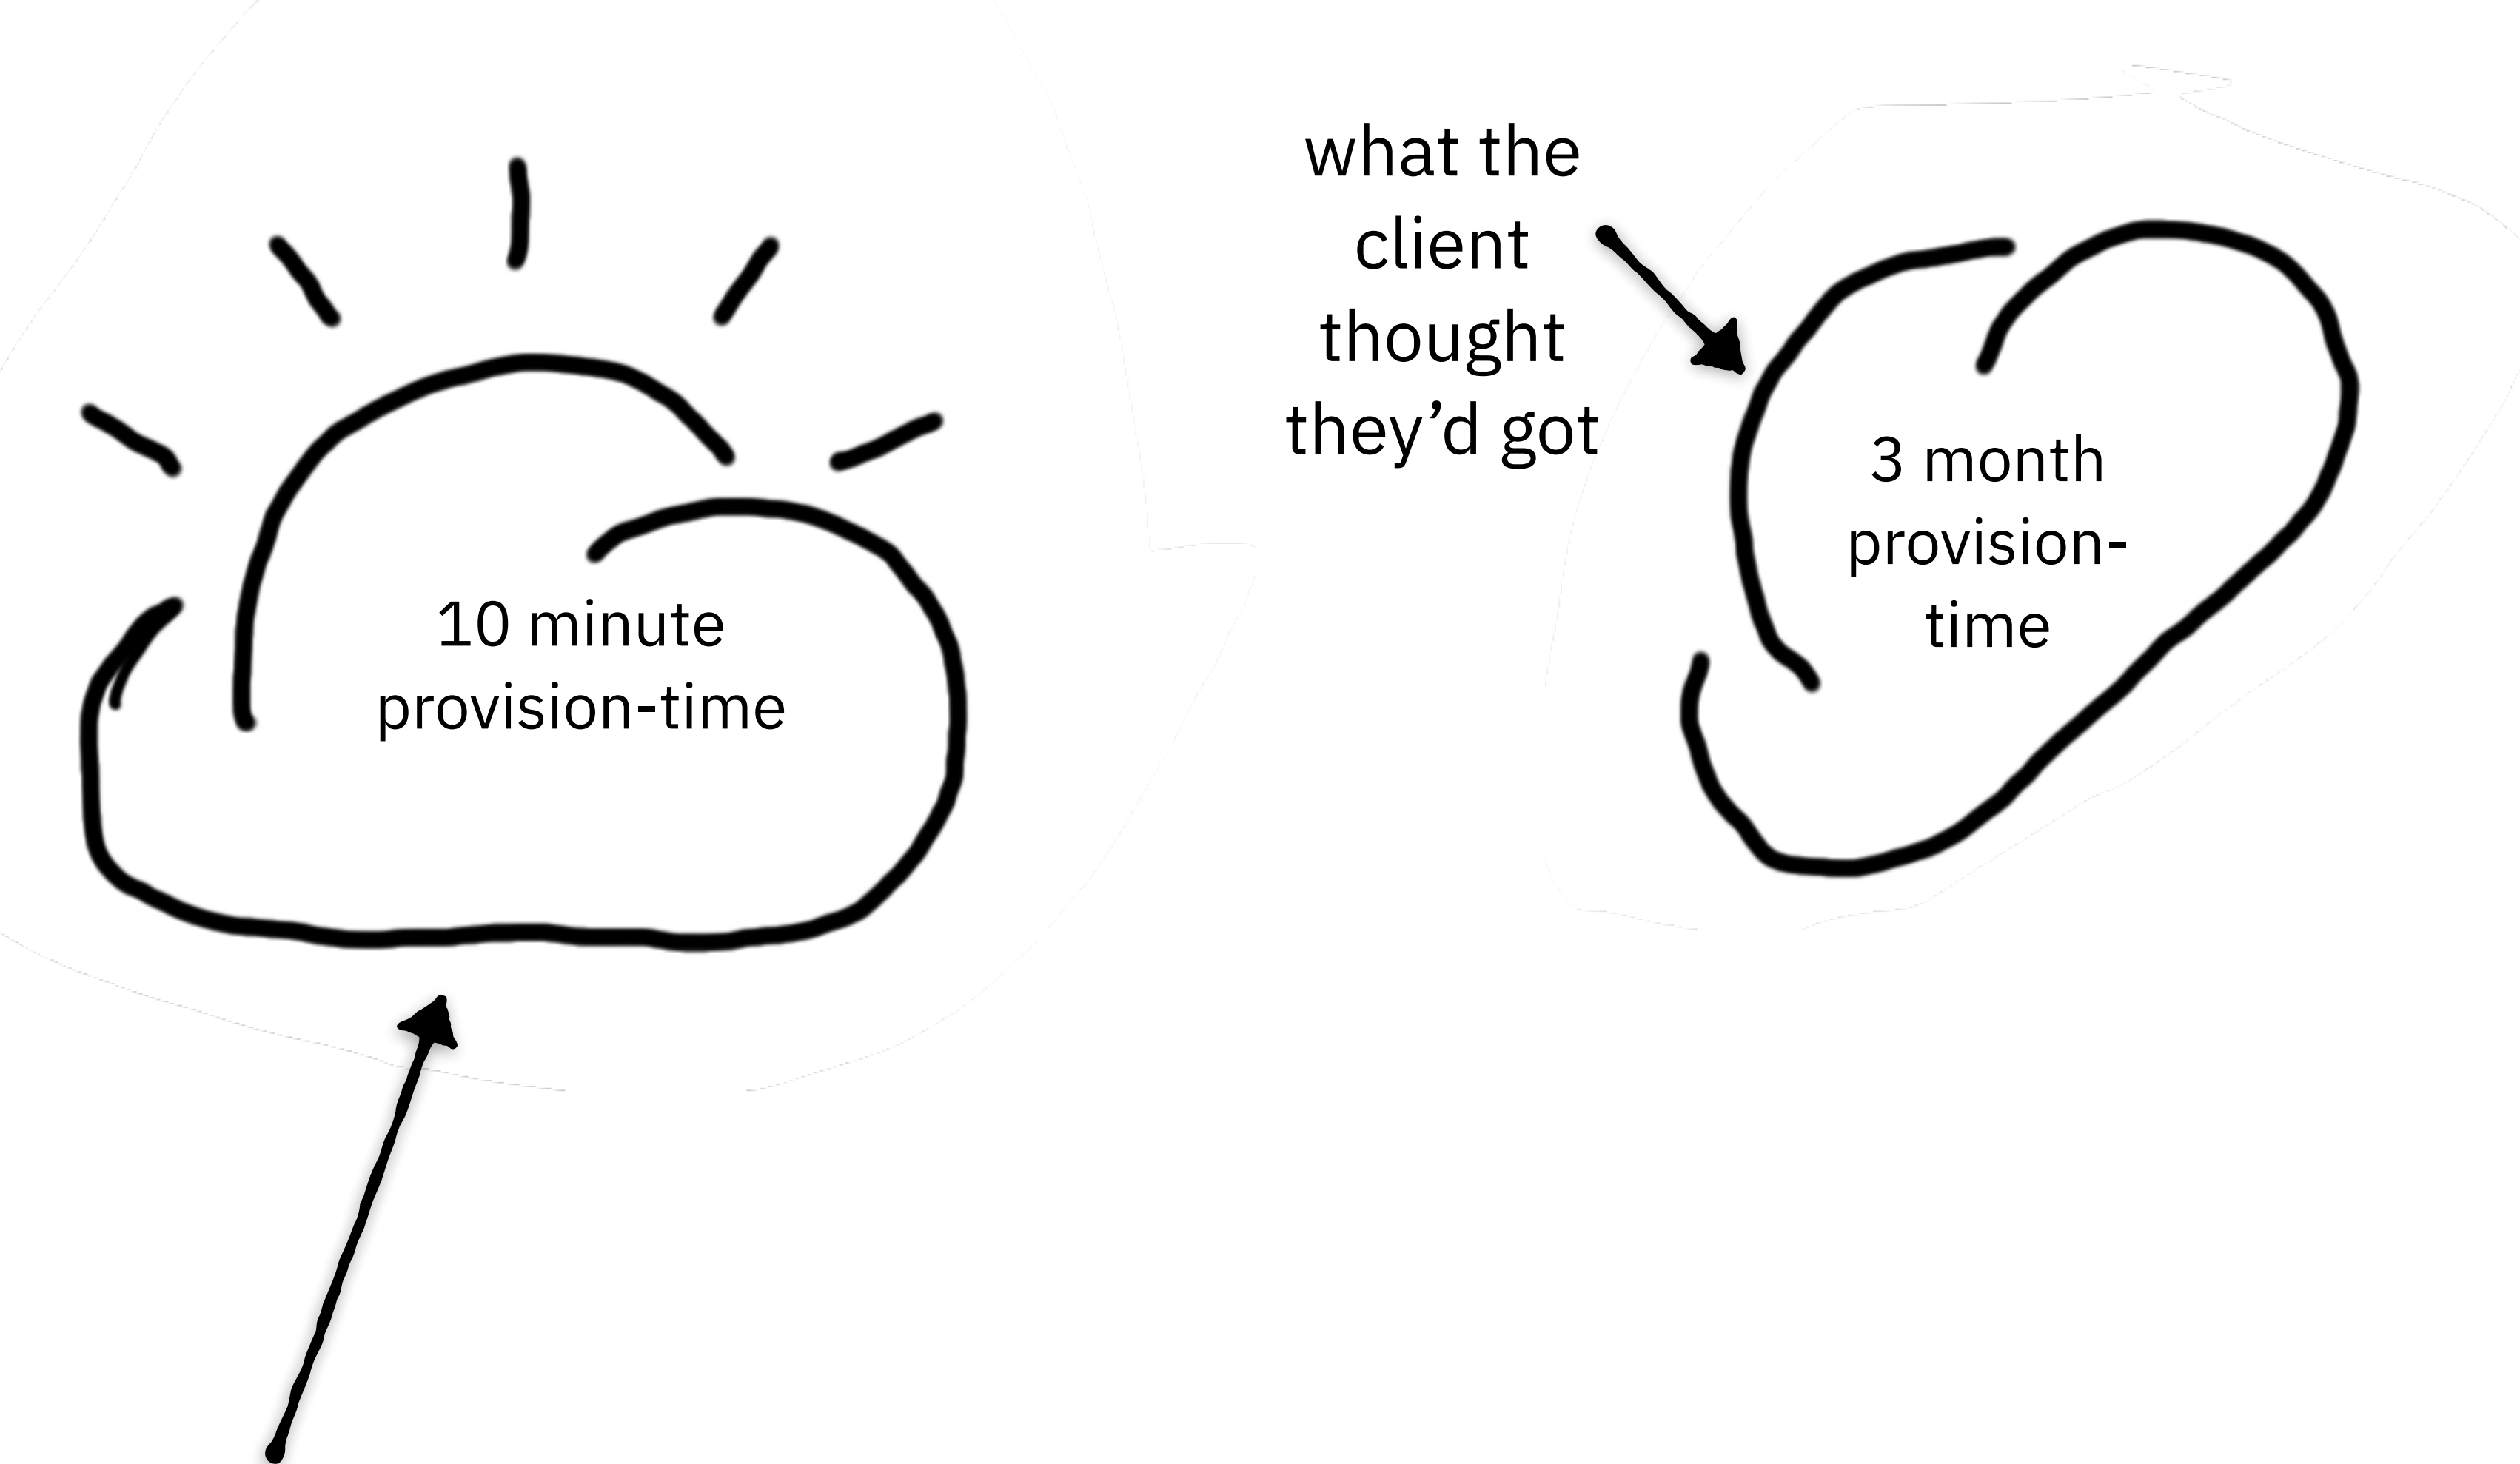 what the
client
thought
they’d got
3 month
provision-
time
10 minute
provision-time